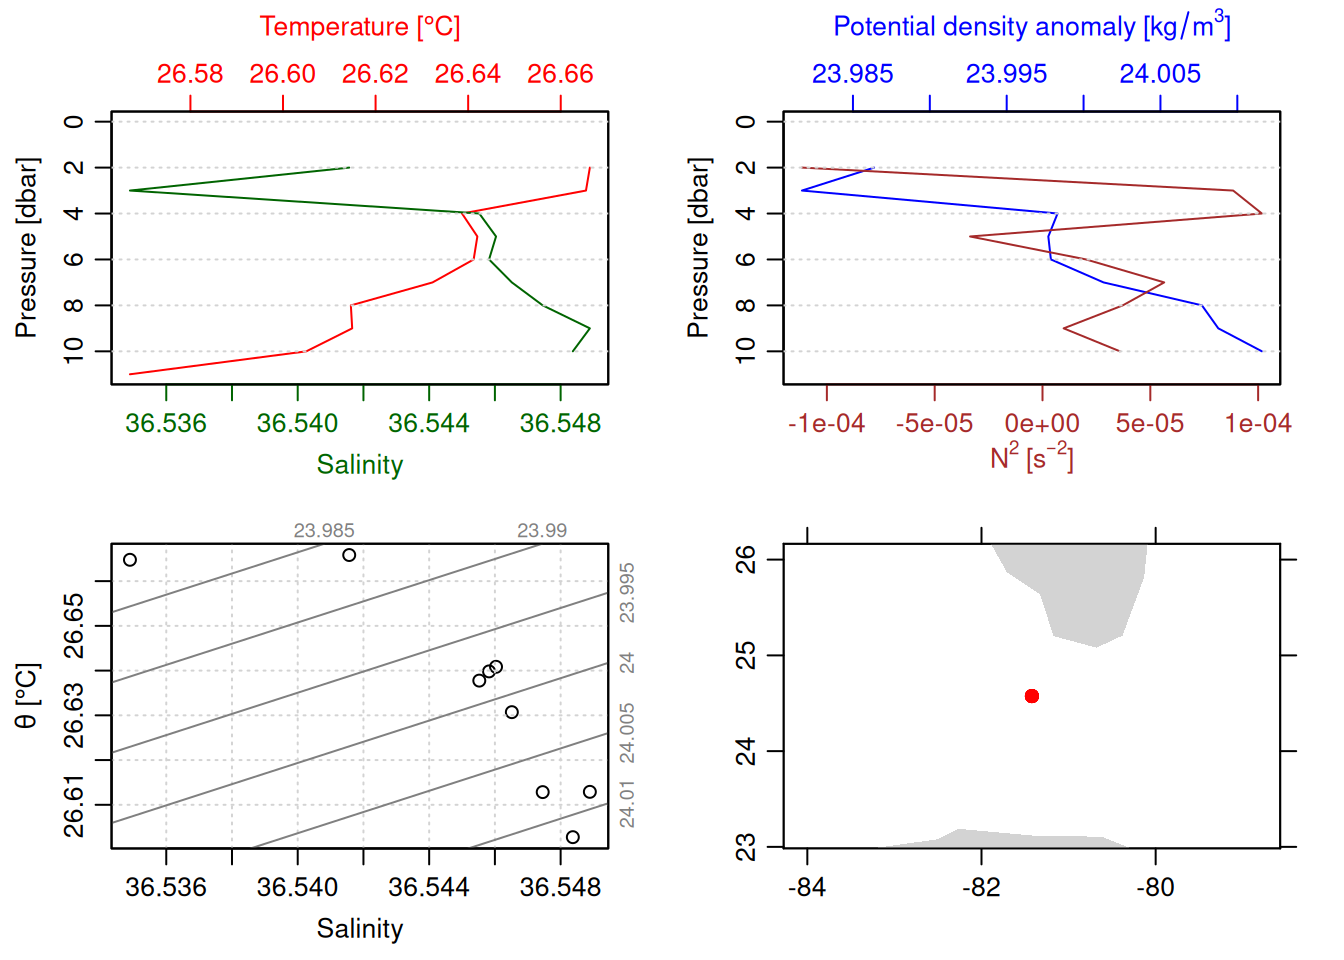 Temperature [°C]
26.58 26.60 26.62 26.64 26.66
Pressure [dbar]
0
2
4
6
8
10
36.536 36.540 36.544 36.548
Salinity
Potential density anomaly [kg/m³]
23.985 23.995 24.005
Pressure [dbar]
0
2
4
6
8
10
-1e-04 -5e-05 0e+00 5e-05 1e-04
N² [s⁻²]
23.985 23.99
23.995
24
24.005
24.01
θ [°C]
26.65
26.63
26.61
36.536 36.540 36.544 36.548
Salinity
26
25
24
23
-84 -82 -80